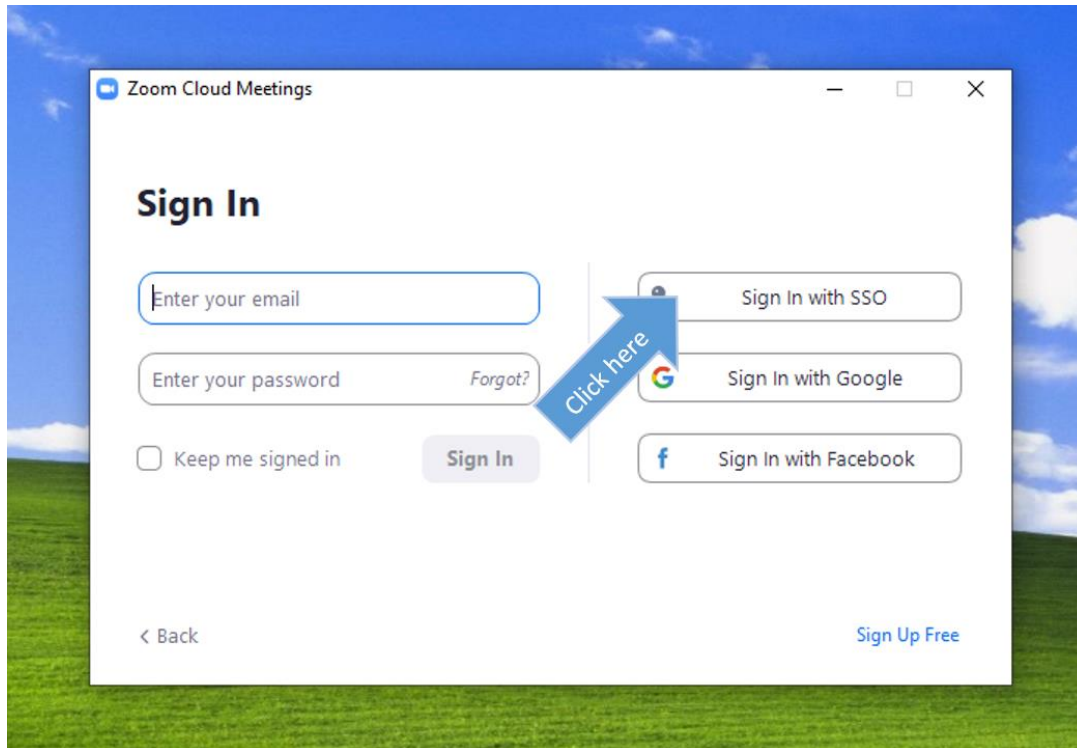 Zoom Cloud Meetings
Sign In
Enter your email
Enter your password
Forgot?
Keep me signed in
Sign In
Sign In with SSO
Click here
Sign In with Google
Sign In with Facebook
Back
Sign Up Free